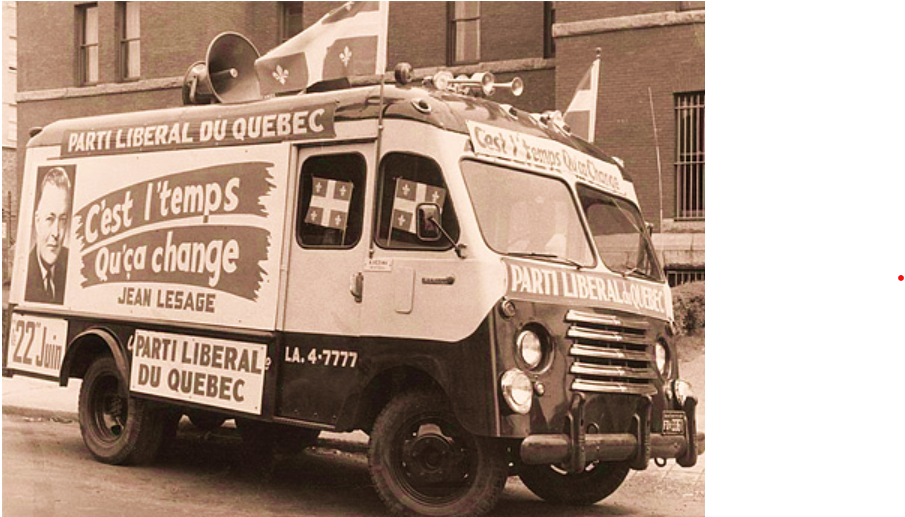 PARTI LIBERAL DU QUEBEC
C'est l'temps
Qu'ça change
JEAN LESAGE
22 Juin
PARTI LIBERAL
DU QUEBEC
LA. 4-7777
C'est l'temps Qu'ça Change
PARTI LIBERAL du QUEBEC